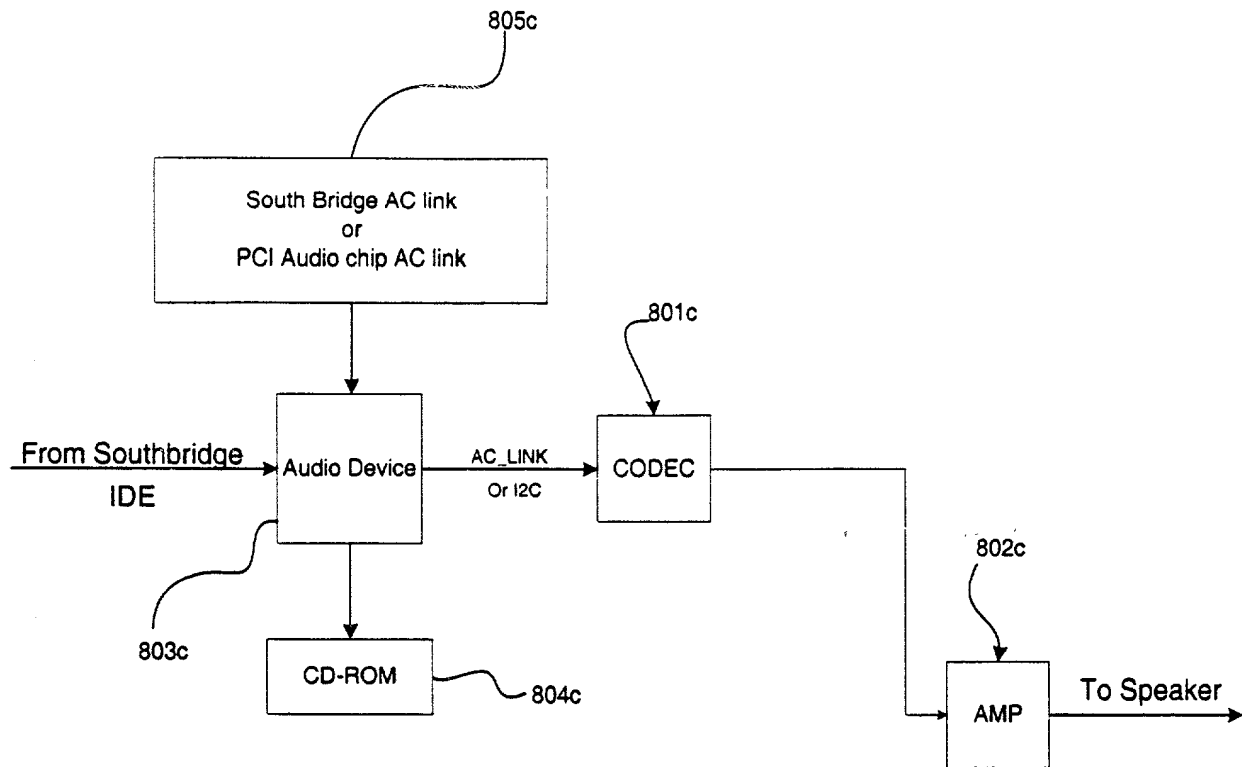 805c
South Bridge AC link
or
PCI Audio chip AC link
801c
From Southbridge
IDE
Audio Device
AC_LINK
Or I2C
CODEC
802c
803c
CD-ROM
804c
AMP
To Speaker